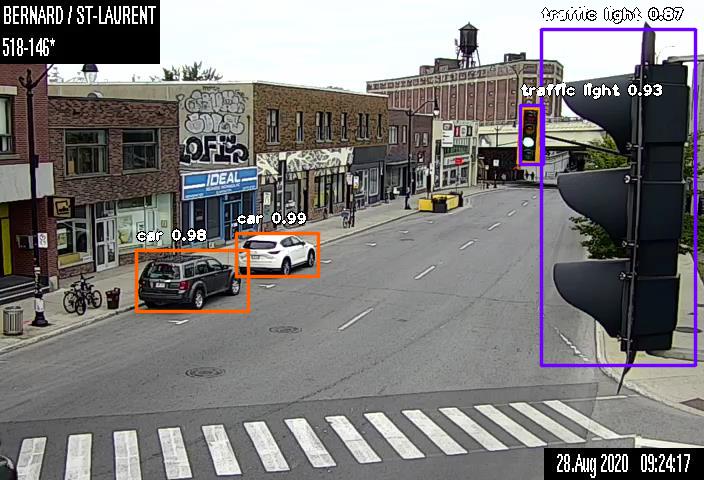 BERNARD / ST-LAURENT
518-146*
traffic light 0.87
traffic light 0.93
IDEAL
car 0.99
car 0.98
28.Aug 2020 09:24:17